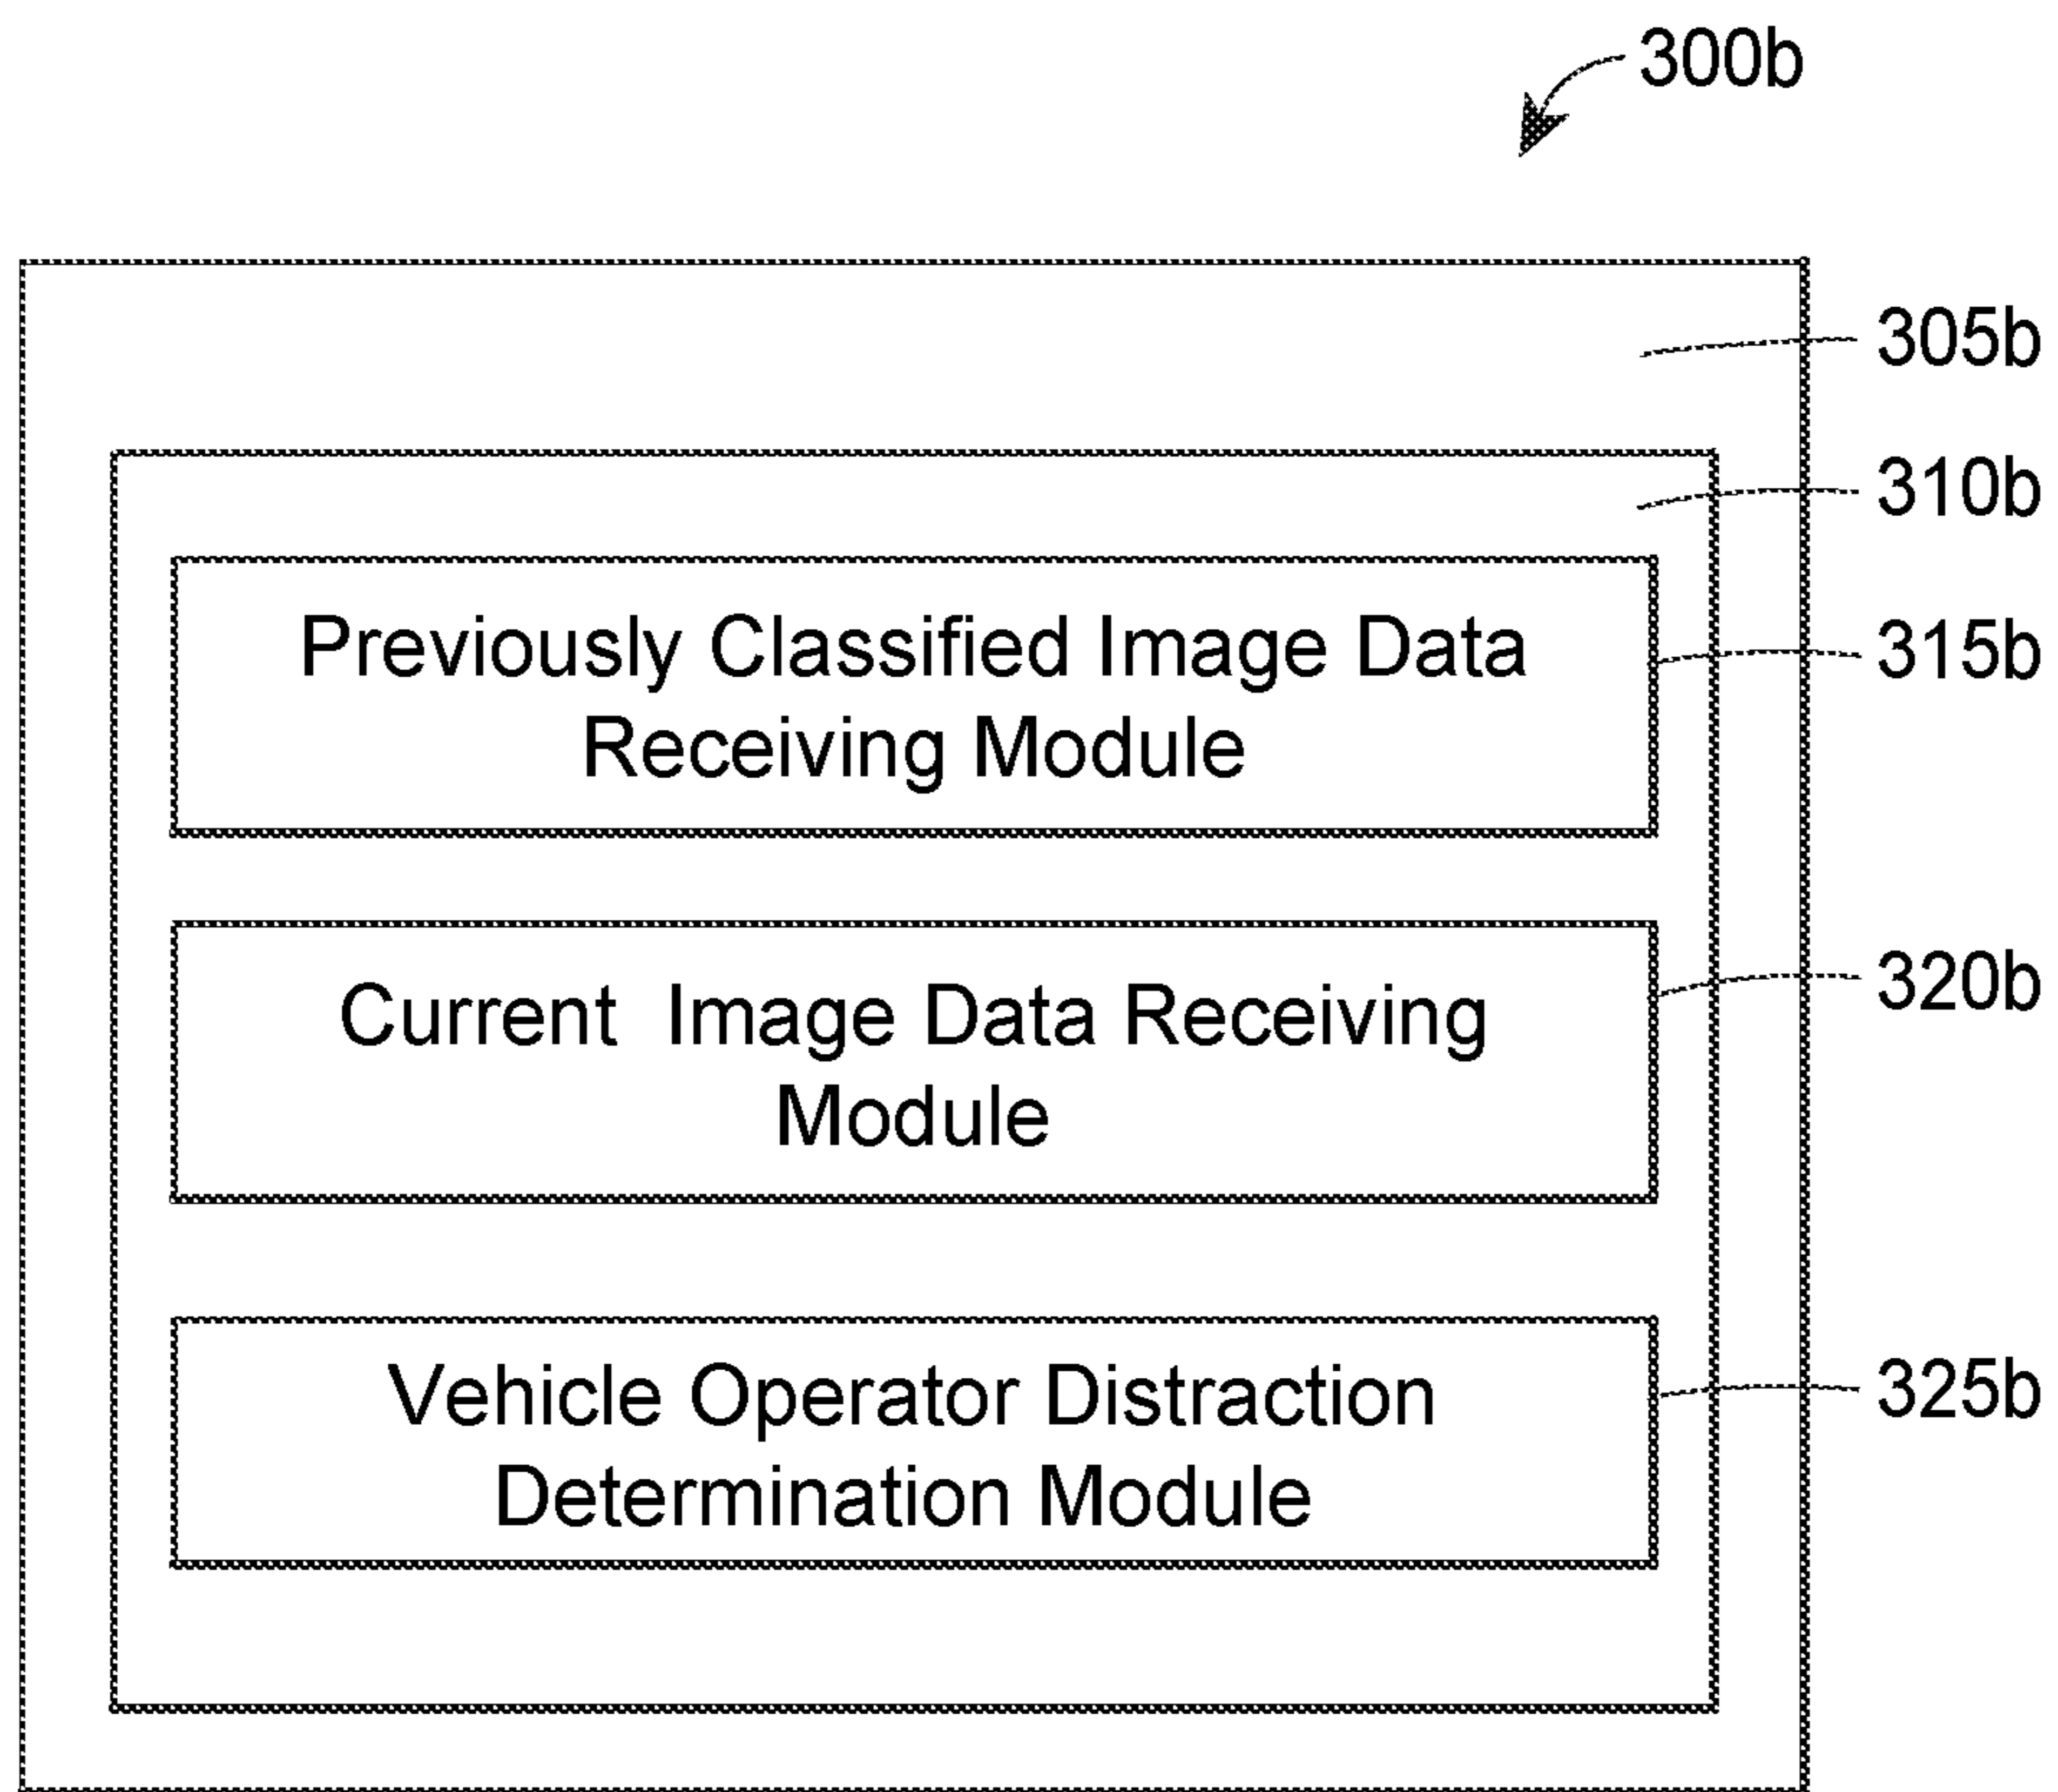 300b
305b
310b
Previously Classified Image Data
Receiving Module
315b
Current Image Data Receiving
Module
320b
Vehicle Operator Distraction
Determination Module
325b